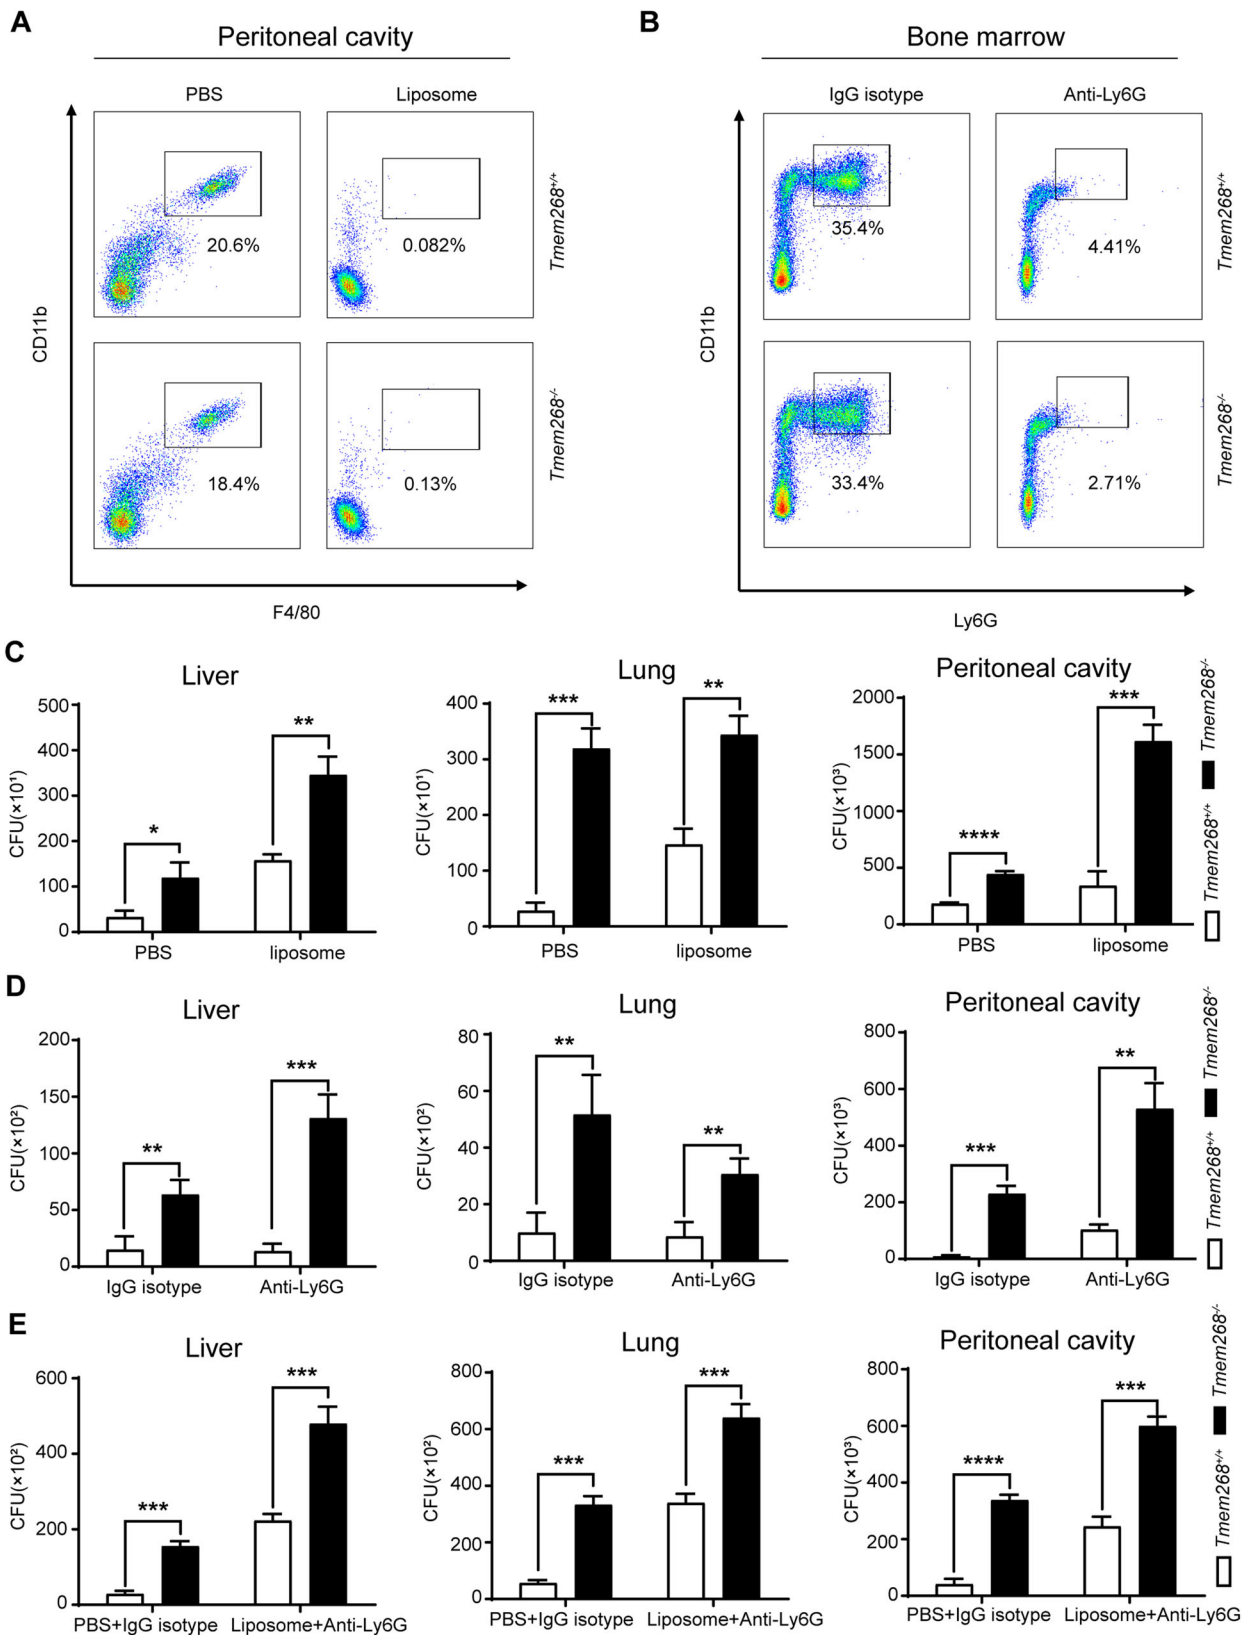 A
Peritoneal cavity
PBS
Liposome
20.6%
0.082%
Tmem268+/+
18.4%
0.13%
Tmem268-/-
CD11b
F4/80
B
Bone marrow
IgG isotype
Anti-Ly6G
35.4%
4.41%
Tmem268+/+
33.4%
2.71%
Tmem268-/-
CD11b
Ly6G
C
Liver
CFU(×10¹)
500
400
300
200
100
0
*
**
PBS
liposome
Lung
CFU(×10¹)
400
300
200
100
0
***
**
PBS
liposome
Peritoneal cavity
CFU(×10³)
2000
1500
1000
500
0
****
***
PBS
liposome
Tmem268-/-
Tmem268+/+
D
Liver
CFU(×10²)
200
150
100
50
0
**
***
IgG isotype
Anti-Ly6G
Lung
CFU(×10²)
80
60
40
20
0
**
**
IgG isotype
Anti-Ly6G
Peritoneal cavity
CFU(×10³)
800
600
400
200
0
***
**
IgG isotype
Anti-Ly6G
Tmem268-/-
Tmem268+/+
E
Liver
CFU(×10²)
600
400
200
0
***
***
PBS+IgG isotype
Liposome+Anti-Ly6G
Lung
CFU(×10²)
800
600
400
200
0
***
***
PBS+IgG isotype
Liposome+Anti-Ly6G
Peritoneal cavity
CFU(×10³)
800
600
400
200
0
****
***
PBS+IgG isotype
Liposome+Anti-Ly6G
Tmem268-/-
Tmem268+/+